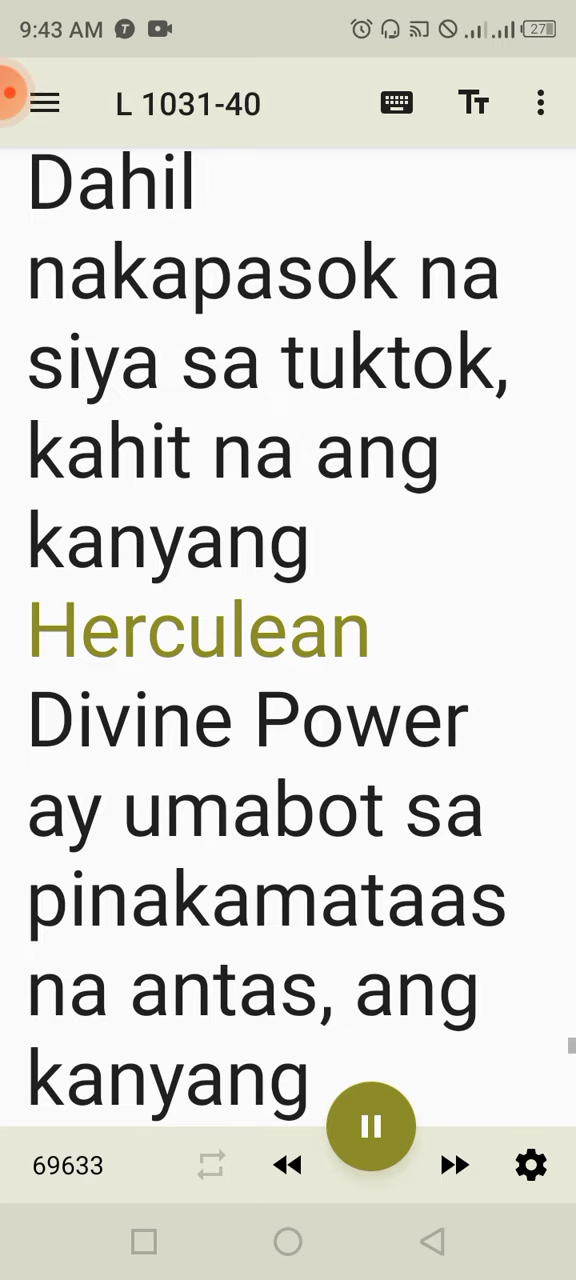 9:43 AM
27
L 1031-40
Dahil
nakapasok na
siya sa tuktok,
kahit na ang
kanyang
Herculean
Divine Power
ay umabot sa
pinakamataas
na antas, ang
kanyang
69633